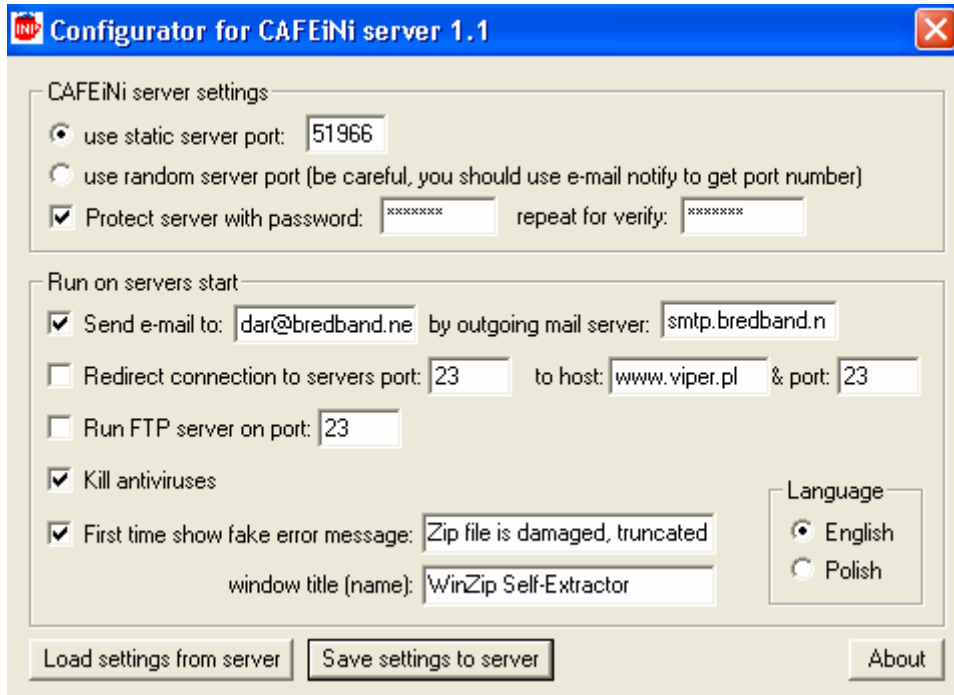 INI
Configurator for CAFEiNi server 1.1
CAFEiNi server settings
use static server port: 51966
use random server port (be careful, you should use e-mail notify to get port number)
Protect server with password: ******* repeat for verify: *******
Run on servers start
Send e-mail to: dar@bredband.ne by outgoing mail server: smtp.bredband.n
Redirect connection to servers port: 23 to host: www.viper.pl & port: 23
Run FTP server on port: 23
Kill antiviruses
Language
First time show fake error message: Zip file is damaged, truncated
English
Polish
window title (name): WinZip Self-Extractor
Load settings from server Save settings to server About